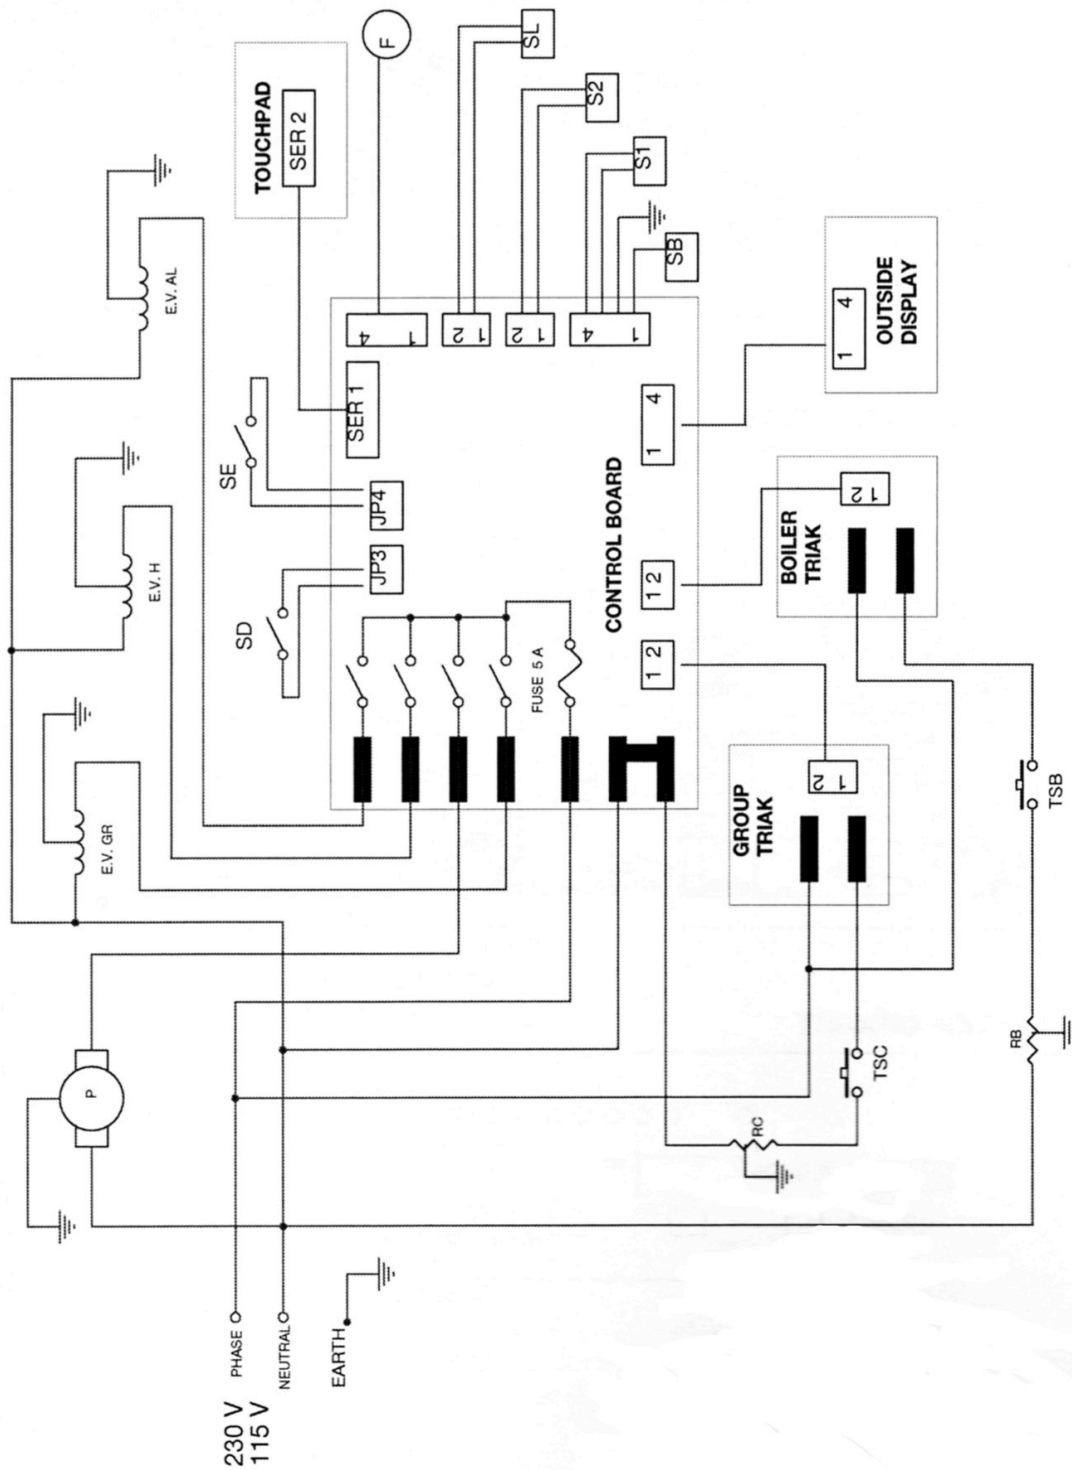 230 V
115 V
PHASE
NEUTRAL
EARTH
P
E.V. GR
E.V. H
E.V. AL
SD
SE
TOUCHPAD
SER 2
F
SL
S2
S1
SB
SER 1
JP4
JP3
FUSE 5 A
CONTROL BOARD
4 1
2 1
2 1
4 1
1 4
1 2
1 2
OUTSIDE
DISPLAY
1 4
BOILER
TRIAK
1 2
GROUP
TRIAK
1 2
TSB
TSC
RC
RB